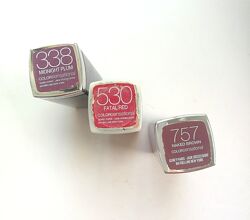 338
MIDNIGHT PLUM
COLORsensational
530
FATAL RED
COLORsensational
757
NAKED BROWN
COLORsensational